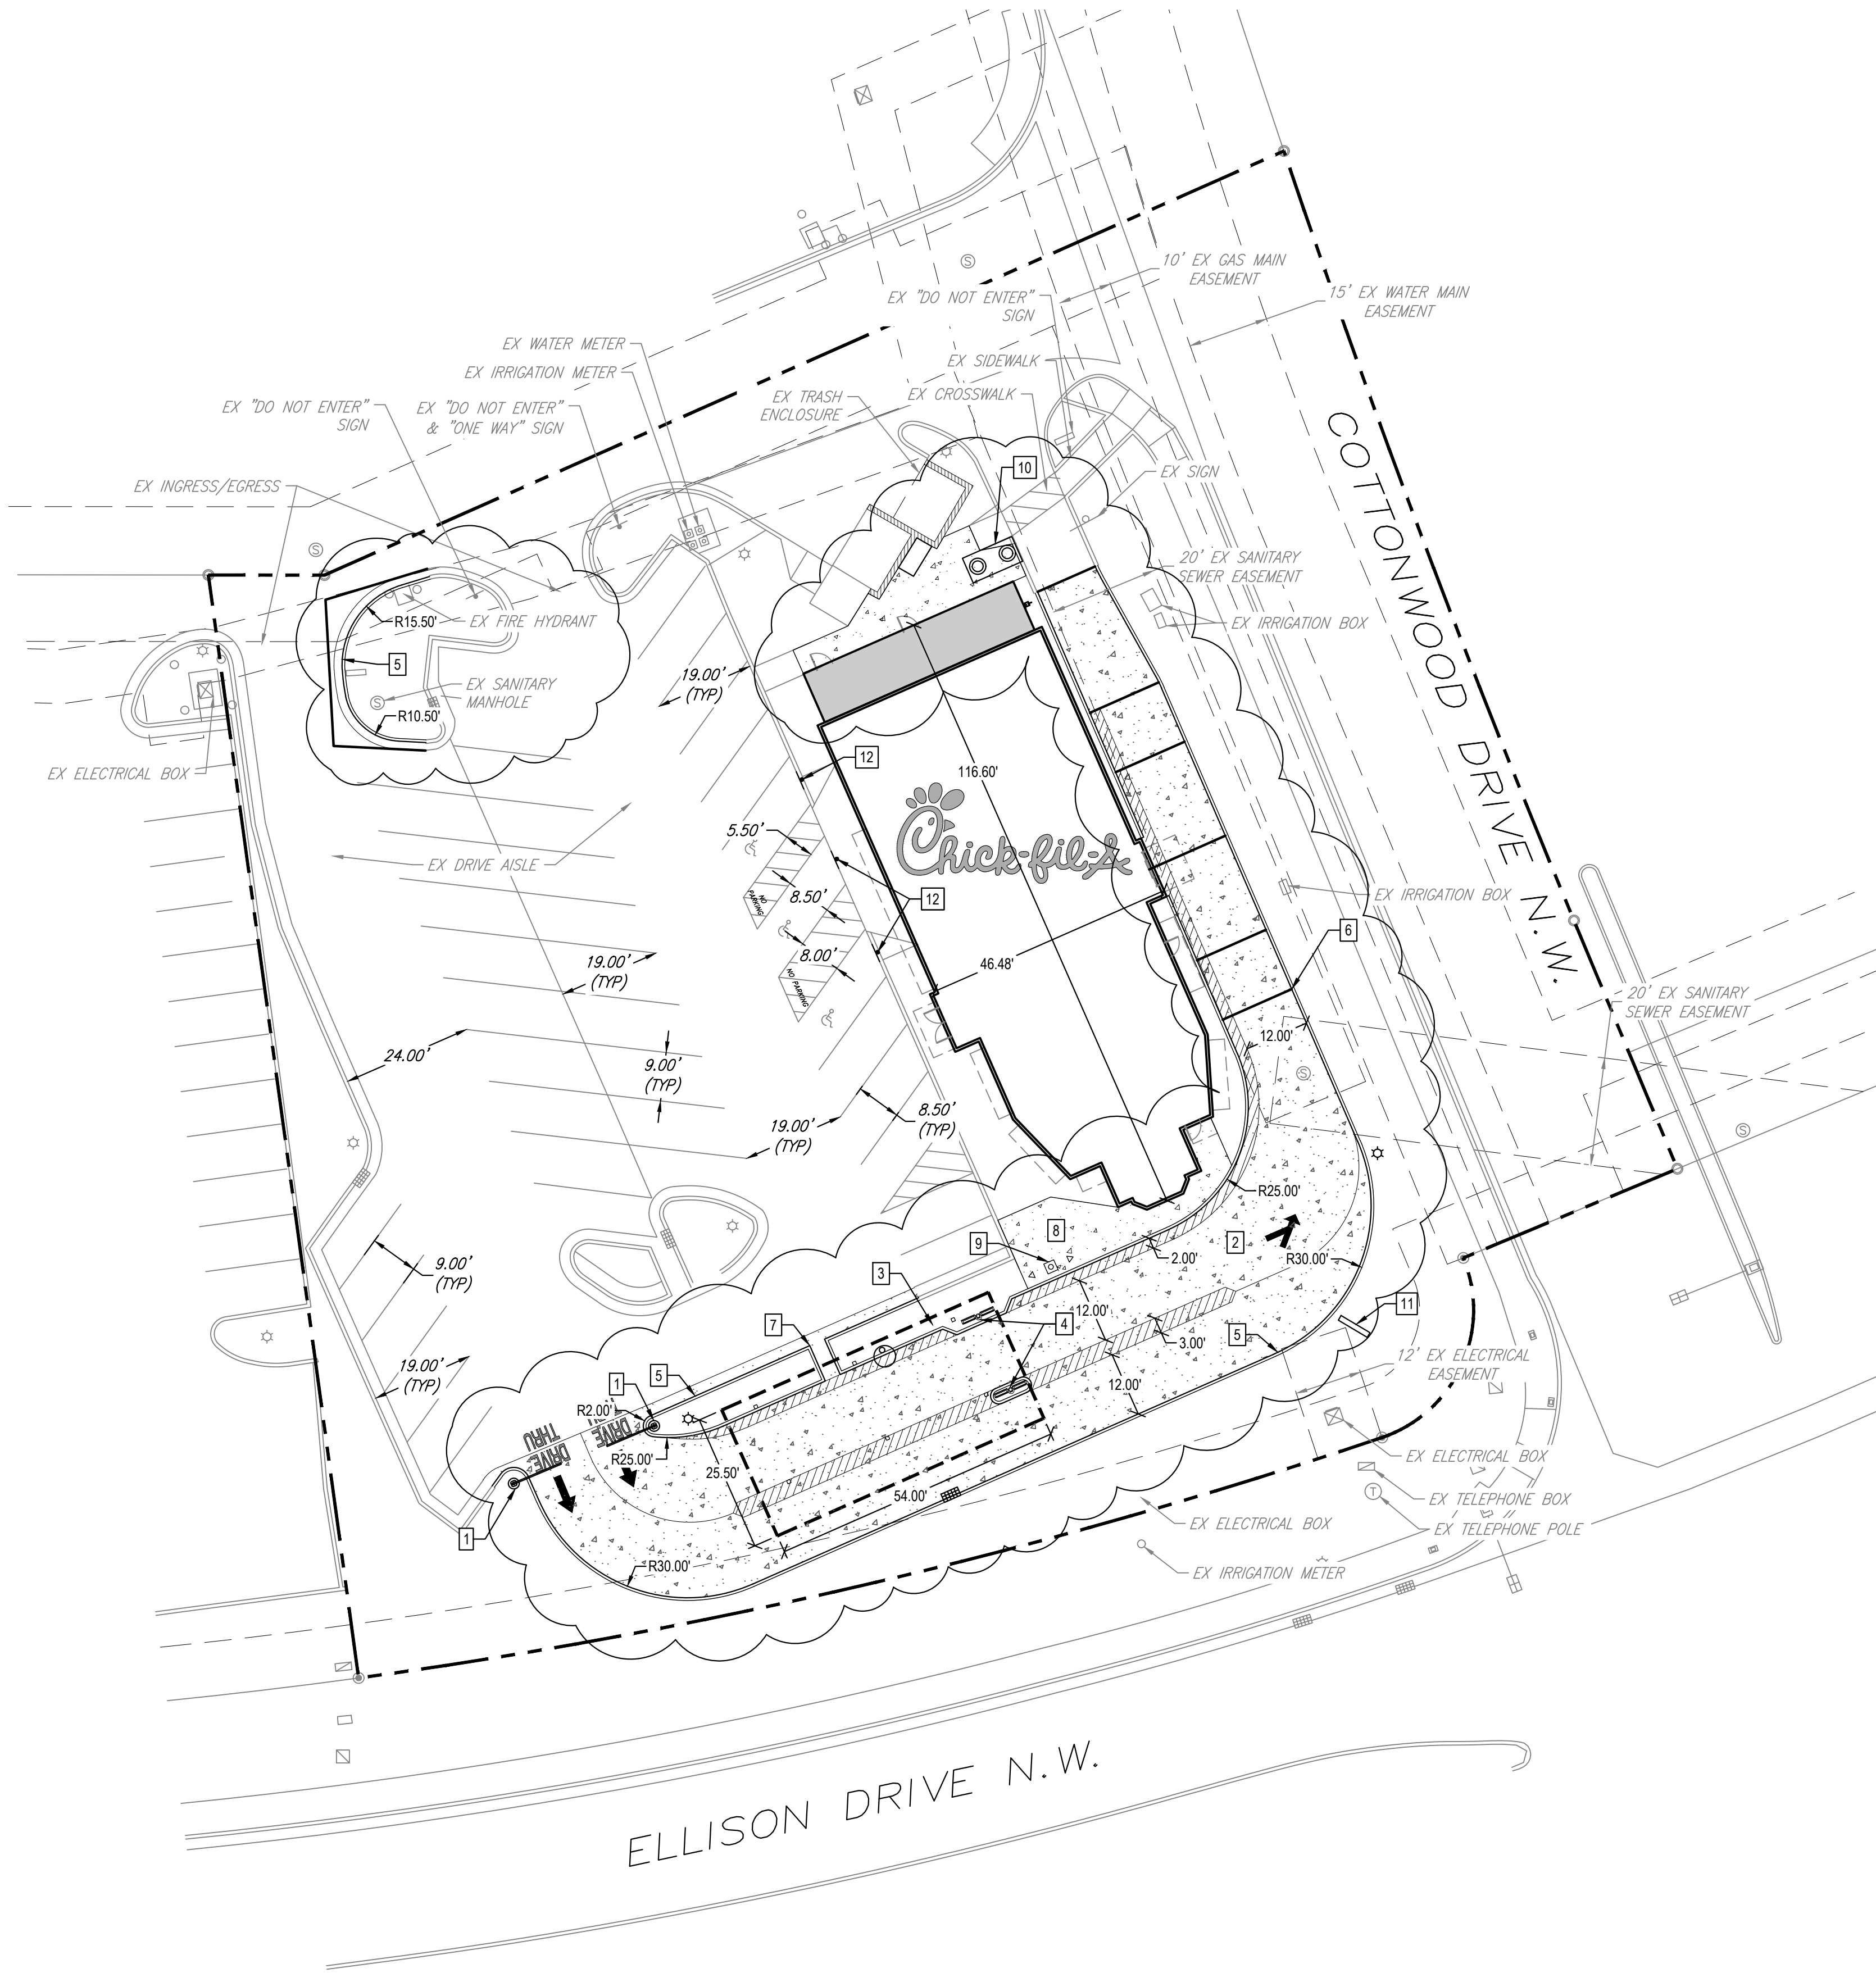 10' EX GAS MAIN
EASEMENT
EX "DO NOT ENTER"
SIGN
15' EX WATER MAIN
EASEMENT
EX WATER METER
EX SIDEWALK
EX IRRIGATION METER
EX TRASH
ENCLOSURE
EX CROSSWALK
EX "DO NOT ENTER"
SIGN
EX "DO NOT ENTER"
& "ONE WAY" SIGN
COTTONWOOD DRIVE N.W.
EX INGRESS/EGRESS
10
EX SIGN
20' EX SANITARY
SEWER EASEMENT
R15.50'
EX FIRE HYDRANT
EX IRRIGATION BOX
5
19.00'
(TYP)
EX SANITARY
MANHOLE
R10.50'
EX ELECTRICAL BOX
12
116.60'
5.50'
Chick-fil-A
EX DRIVE AISLE
8.50'
NO
PARKING
12
EX IRRIGATION BOX
6
8.00'
NO PARKING
19.00'
(TYP)
46.48'
20' EX SANITARY
SEWER EASEMENT
12.00'
24.00'
9.00'
(TYP)
8.50'
(TYP)
19.00'
(TYP)
S
R25.00'
8
9
2
2.00'
R30.00'
9.00'
(TYP)
3
12.00'
11
7
4
5
3.00'
12' EX ELECTRICAL
EASEMENT
19.00'
(TYP)
5
1
12.00'
R2.00'
DRIVE
THRU
DRIVE
R25.00'
25.50'
54.00'
EX ELECTRICAL BOX
EX TELEPHONE BOX
T
EX TELEPHONE POLE
EX ELECTRICAL BOX
1
R30.00'
EX IRRIGATION METER
ELLISON DRIVE N.W.